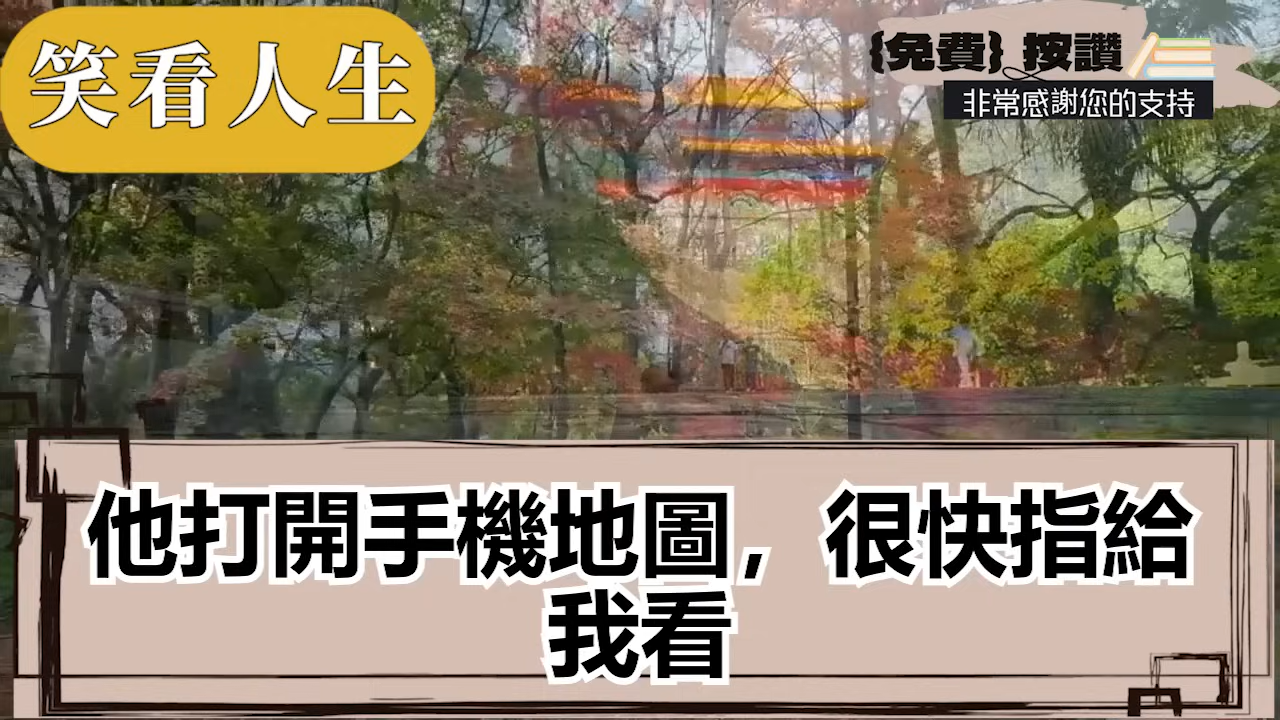 笑看人生
{免費} 按讚
非常感謝您的支持
他打開手機地圖，很快指給
我看